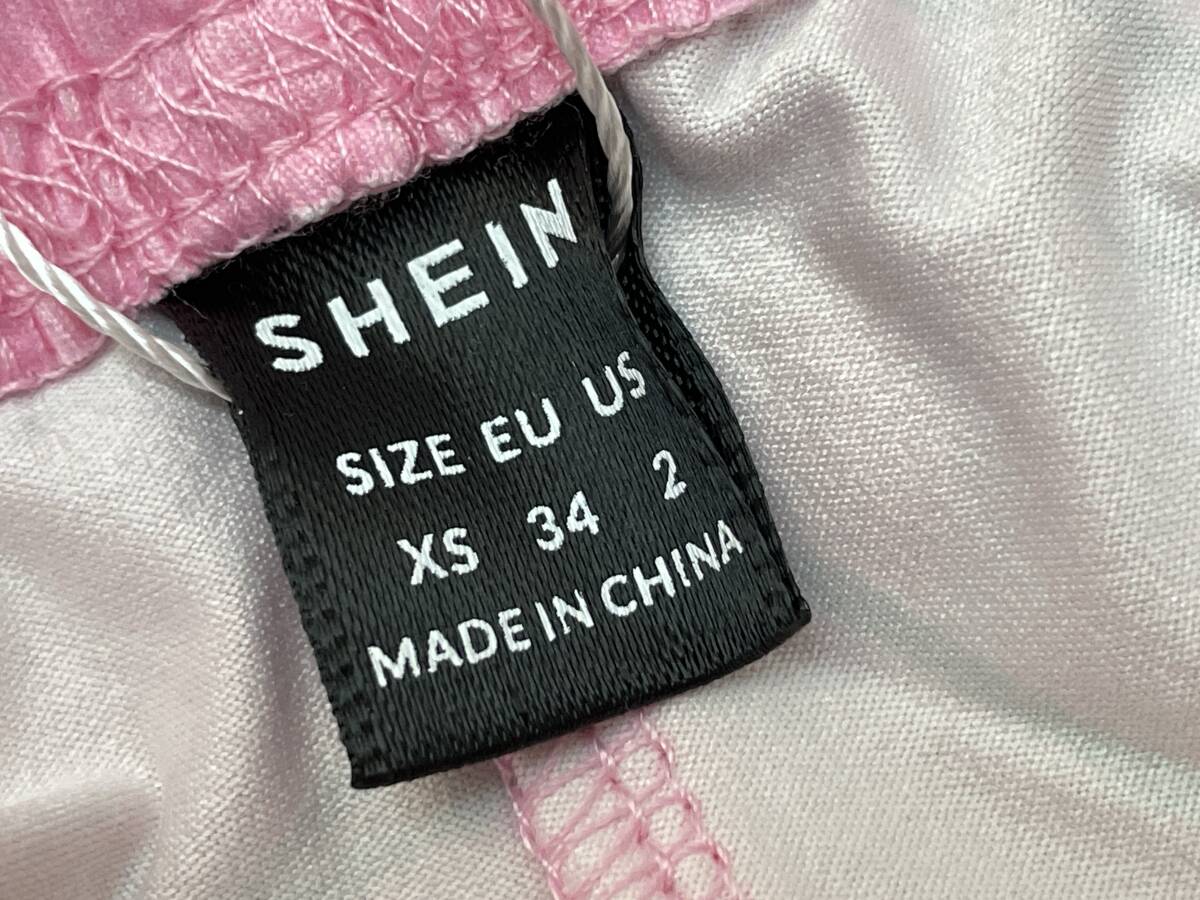 SHEIN
SIZE EU US
XS 34 2
MADE IN CHINA